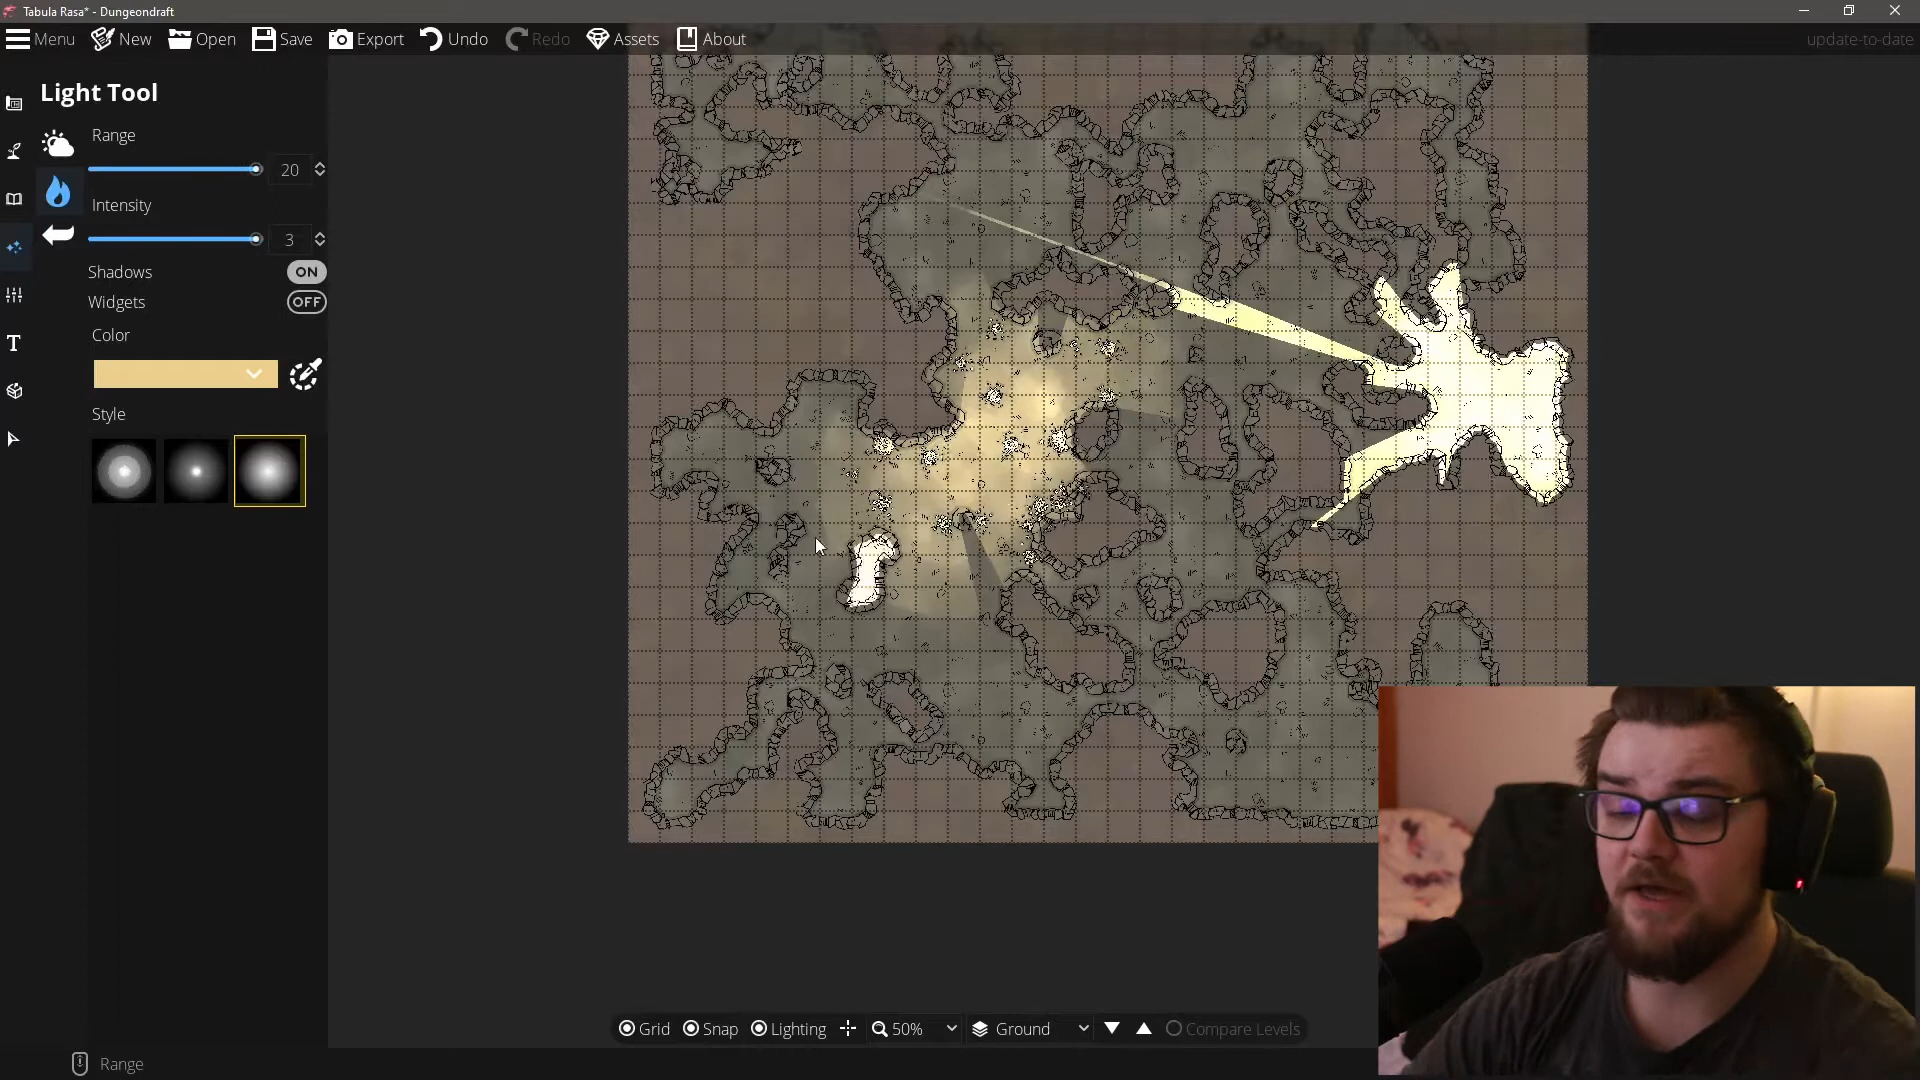 Tabula Rasa* - Dungeondraft
Menu New Open Save Export Undo Redo Assets About update-to-date
Light Tool
Range
20
Intensity
3
Shadows ON
Widgets OFF
Color
Style
T
Grid Snap Lighting 50% Ground Compare Levels
Range